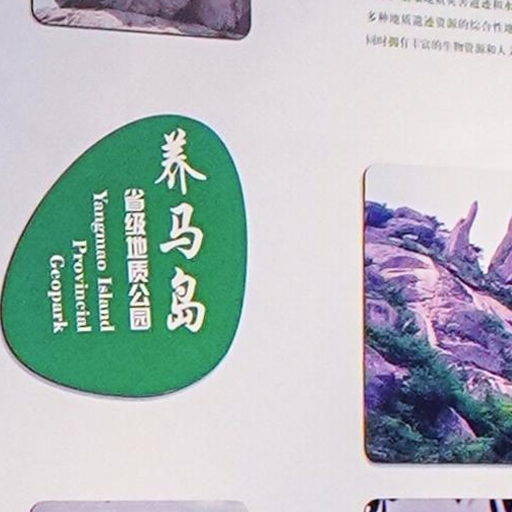 多种地质遗迹资源的综合性地
同时拥有丰富的生物资源和人文
养马岛
省级地质公园
Yangmao Island
Provincial
Geopark